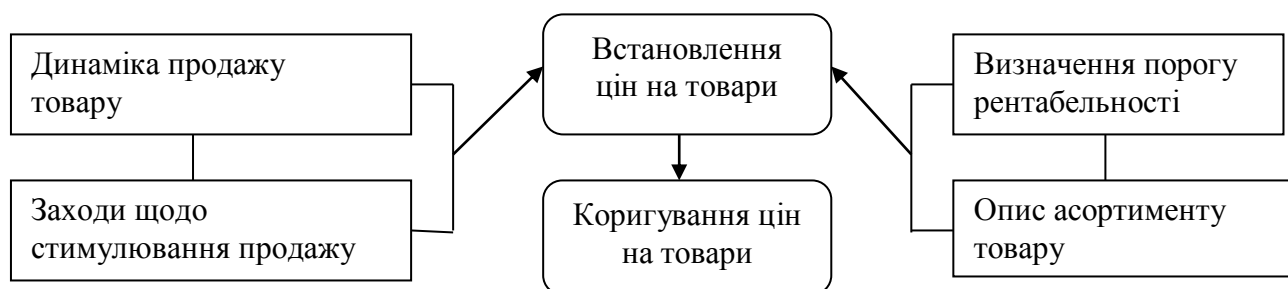 Динаміка продажу
товару
Встановлення
цін на товари
Визначення порогу
рентабельності
Заходи щодо
стимулювання продажу
Коригування цін
на товари
Опис асортименту
товару